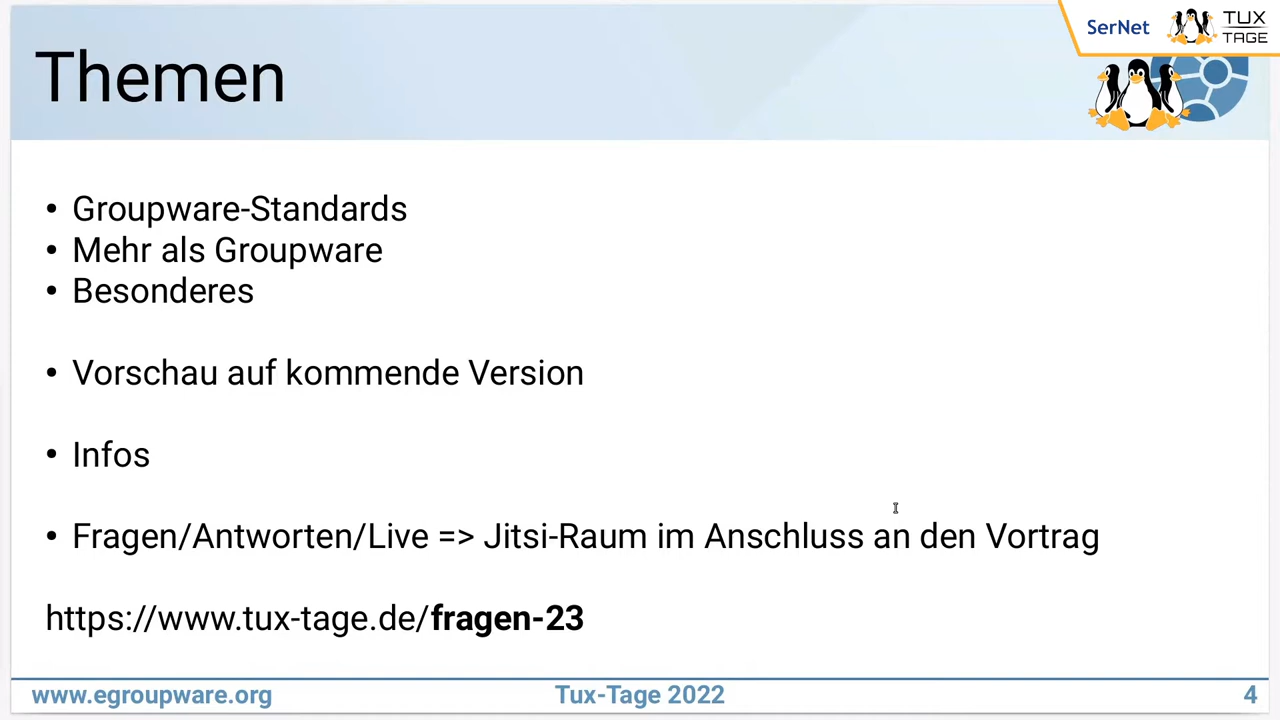 SerNet
TUX
TAGE
Themen
• Groupware-Standards
• Mehr als Groupware
• Besonderes
• Vorschau auf kommende Version
• Infos
• Fragen/Antworten/Live => Jitsi-Raum im Anschluss an den Vortrag
https://www.tux-tage.de/fragen-23
www.egroupware.org
Tux-Tage 2022
4